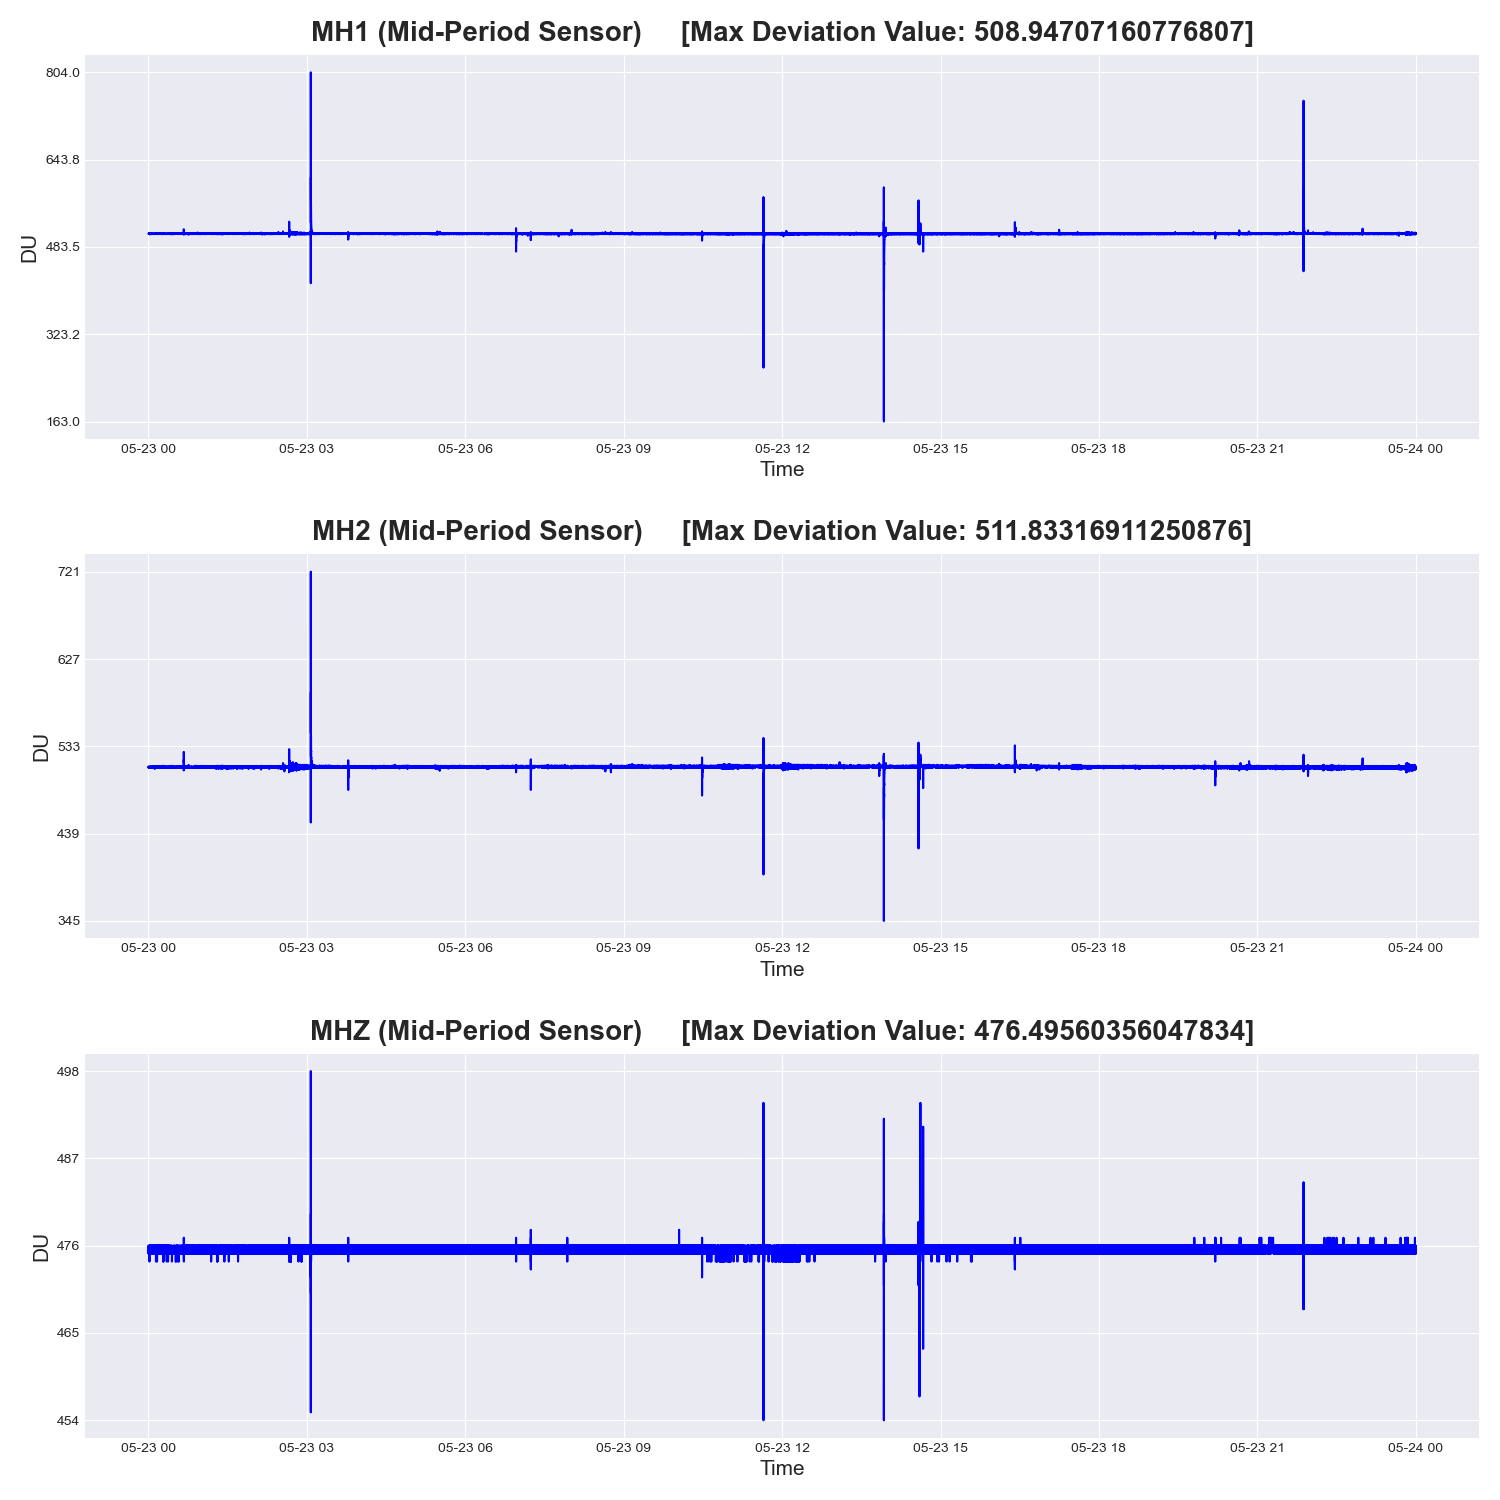 MH1 (Mid-Period Sensor) [Max Deviation Value: 508.94707160776807]
804.0
643.8
483.5
323.2
163.0
DU
05-23 00 05-23 03 05-23 06 05-23 09 05-23 12 05-23 15 05-23 18 05-23 21 05-24 00
Time
MH2 (Mid-Period Sensor) [Max Deviation Value: 511.83316911250876]
721
627
533
439
345
DU
05-23 00 05-23 03 05-23 06 05-23 09 05-23 12 05-23 15 05-23 18 05-23 21 05-24 00
Time
MHZ (Mid-Period Sensor) [Max Deviation Value: 476.49560356047834]
498
487
476
465
454
DU
05-23 00 05-23 03 05-23 06 05-23 09 05-23 12 05-23 15 05-23 18 05-23 21 05-24 00
Time